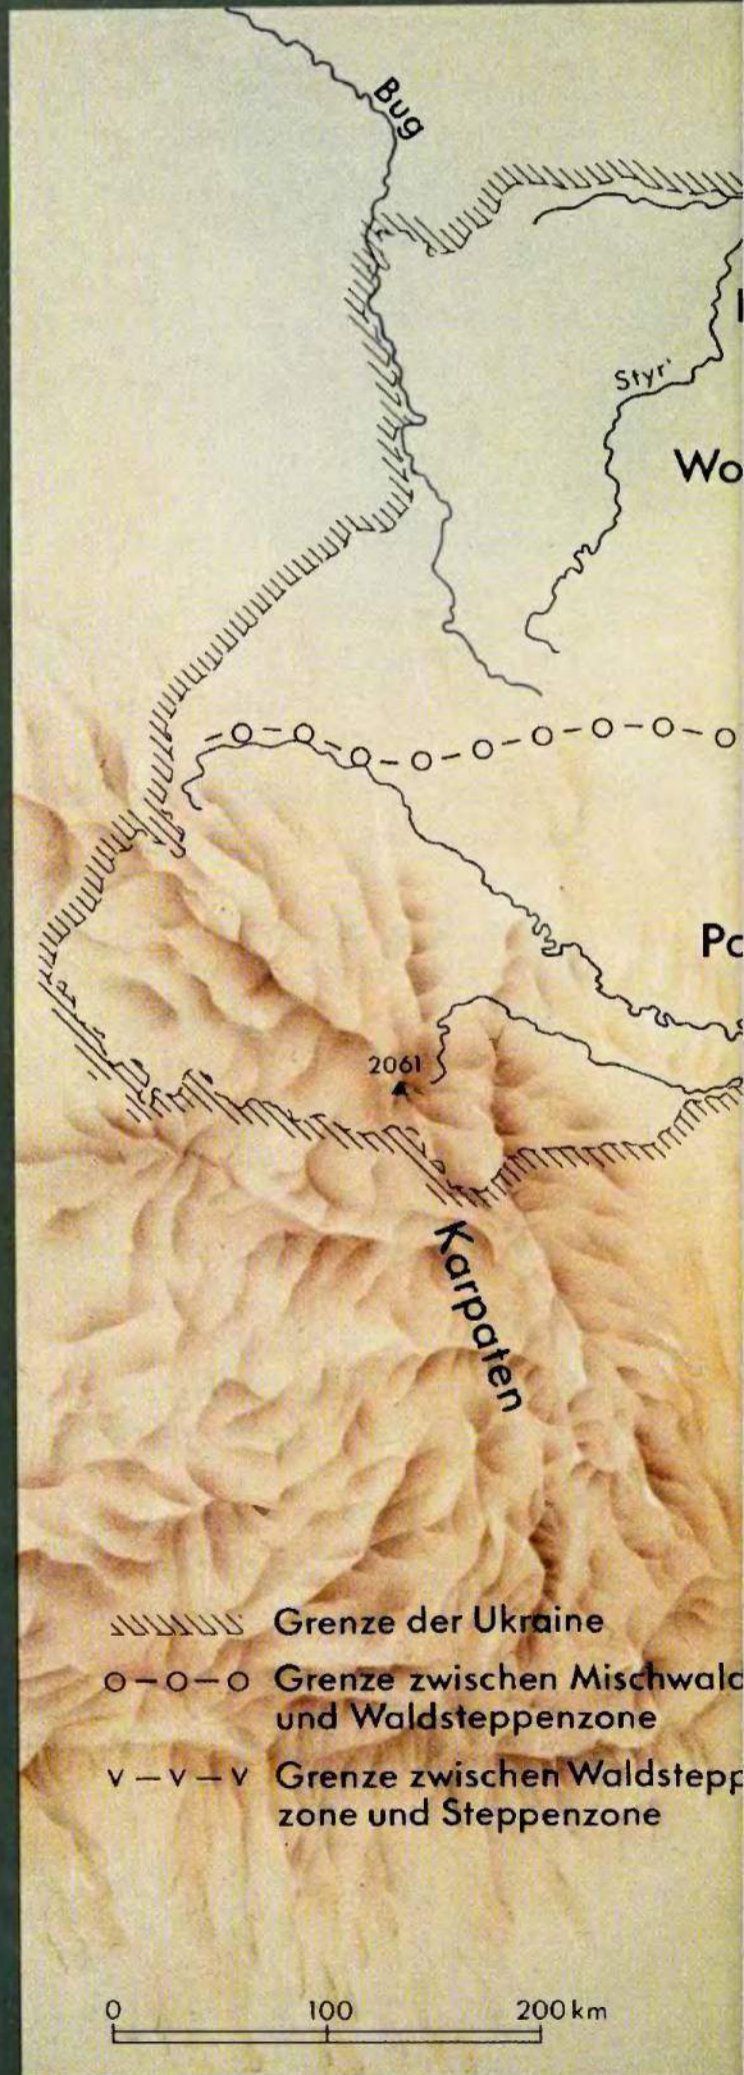 Bug
Styr'
Wo
Po
2061
Karpaten
Grenze der Ukraine
Grenze zwischen Mischwald
und Waldsteppenzone
Grenze zwischen Waldstepp
zone und Steppenzone
0 100 200 km